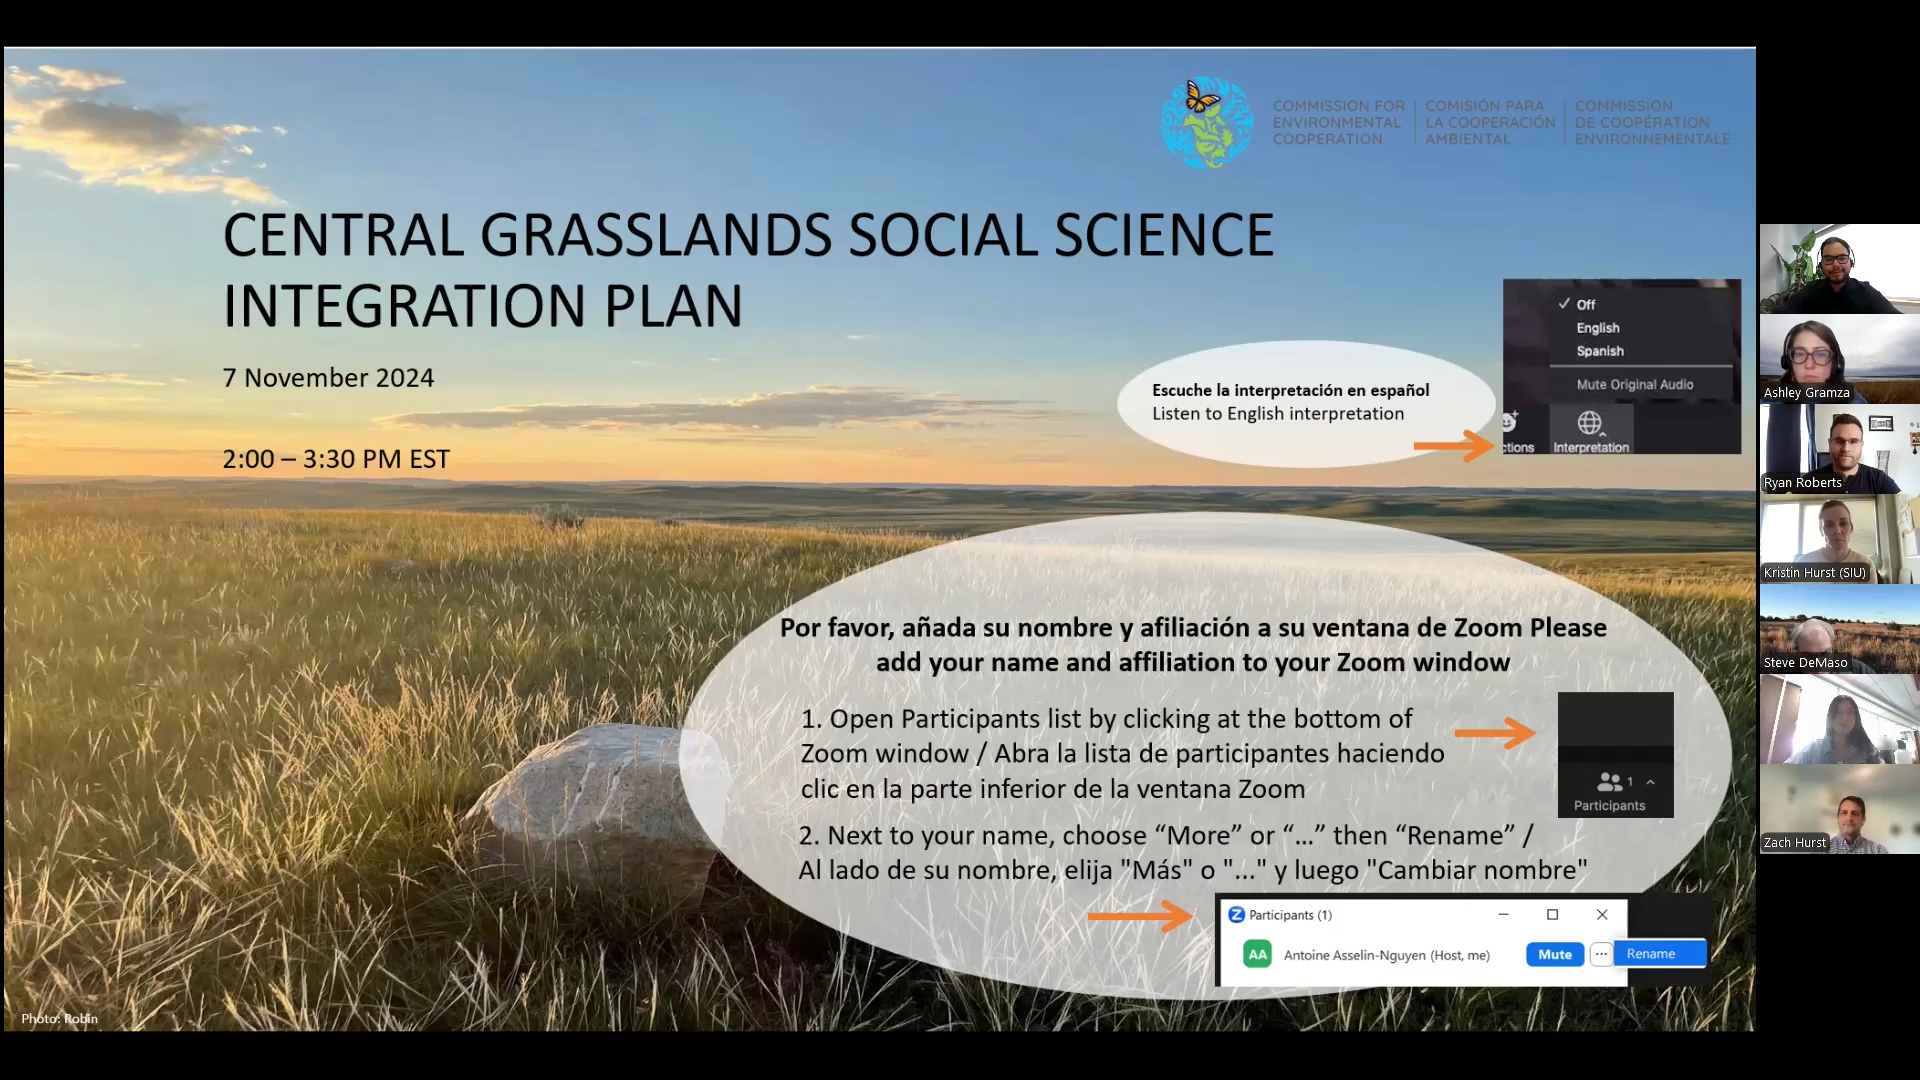 COMMISSION FOR
ENVIRONMENTAL
COOPERATION
COMISIÓN PARA
LA COOPERACIÓN
AMBIENTAL
COMMISSION
DE COOPÉRATION
ENVIRONNEMENTALE
CENTRAL GRASSLANDS SOCIAL SCIENCE
INTEGRATION PLAN
7 November 2024
2:00 – 3:30 PM EST
Escuche la interpretación en español
Listen to English interpretation
✓ Off
English
Spanish
Mute Original Audio
ctions
Interpretation
Por favor, añada su nombre y afiliación a su ventana de Zoom Please
add your name and affiliation to your Zoom window
1. Open Participants list by clicking at the bottom of
Zoom window / Abra la lista de participantes haciendo
clic en la parte inferior de la ventana Zoom
1
Participants
2. Next to your name, choose “More” or “…” then “Rename” /
Al lado de su nombre, elija "Más" o "..." y luego "Cambiar nombre"
Z Participants (1)
AA Antoine Asselin-Nguyen (Host, me) Mute ... Rename
Photo: Robin
Ashley Gramza
Ryan Roberts
Kristin Hurst (SIU)
Steve DeMaso
Zach Hurst